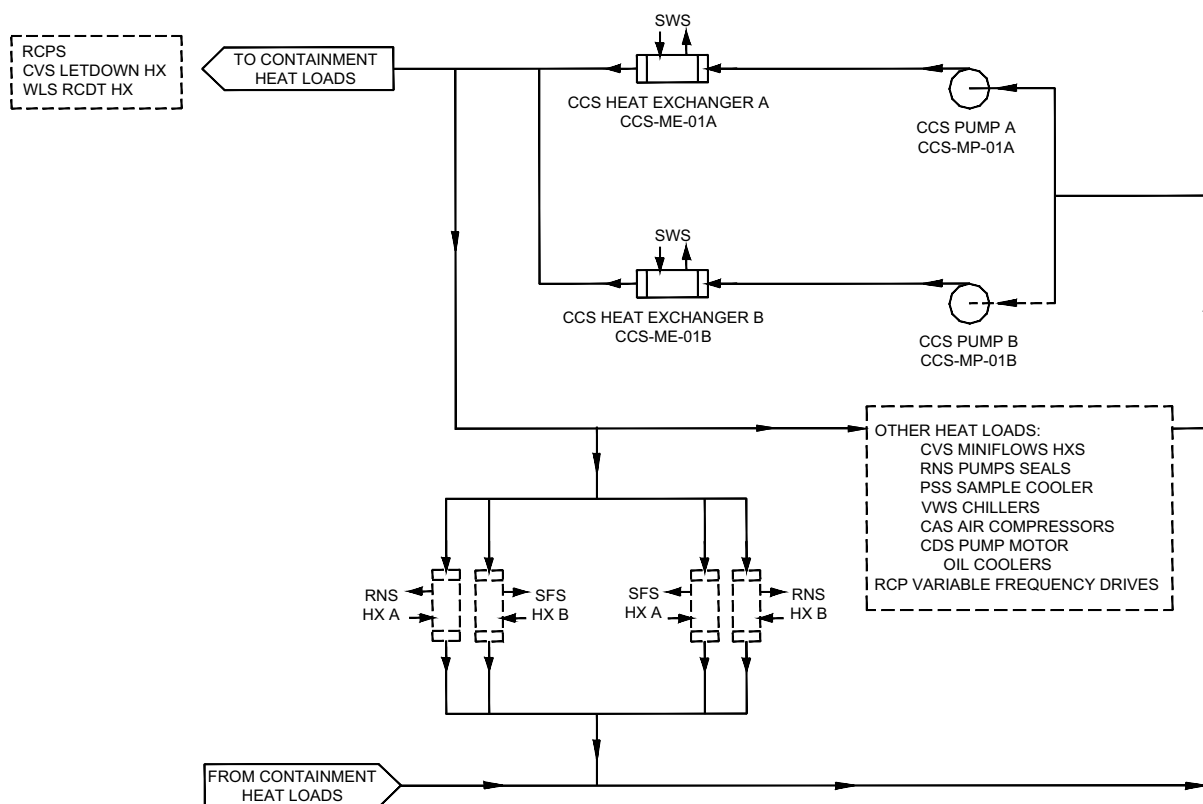 SWS
RCPS
CVS LETDOWN HX
WLS RCDT HX
TO CONTAINMENT
HEAT LOADS
CCS HEAT EXCHANGER A
CCS-ME-01A
CCS PUMP A
CCS-MP-01A
SWS
CCS HEAT EXCHANGER B
CCS-ME-01B
CCS PUMP B
CCS-MP-01B
OTHER HEAT LOADS:
CVS MINIFLOWS HXS
RNS PUMPS SEALS
PSS SAMPLE COOLER
VWS CHILLERS
CAS AIR COMPRESSORS
CDS PUMP MOTOR
OIL COOLERS
RCP VARIABLE FREQUENCY DRIVES
RNS
HX A
SFS
HX B
SFS
HX A
RNS
HX B
FROM CONTAINMENT
HEAT LOADS